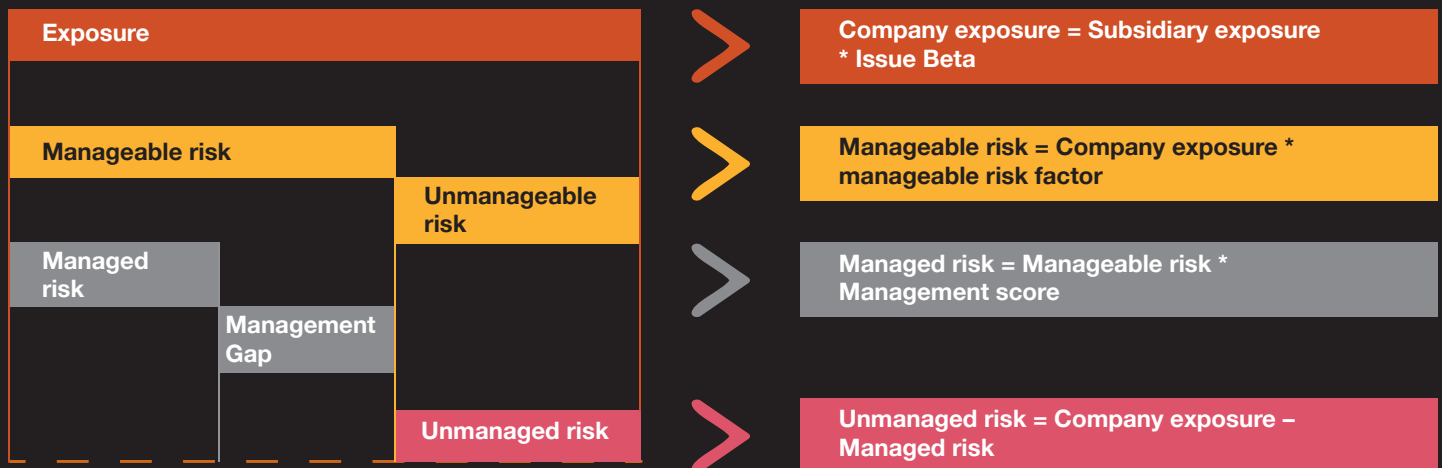 Exposure
Company exposure = Subsidiary exposure
* Issue Beta
Manageable risk
Manageable risk = Company exposure *
manageable risk factor
Unmanageable
risk
Managed
risk
Managed risk = Manageable risk *
Management score
Management
Gap
Unmanaged risk
Unmanaged risk = Company exposure –
Managed risk